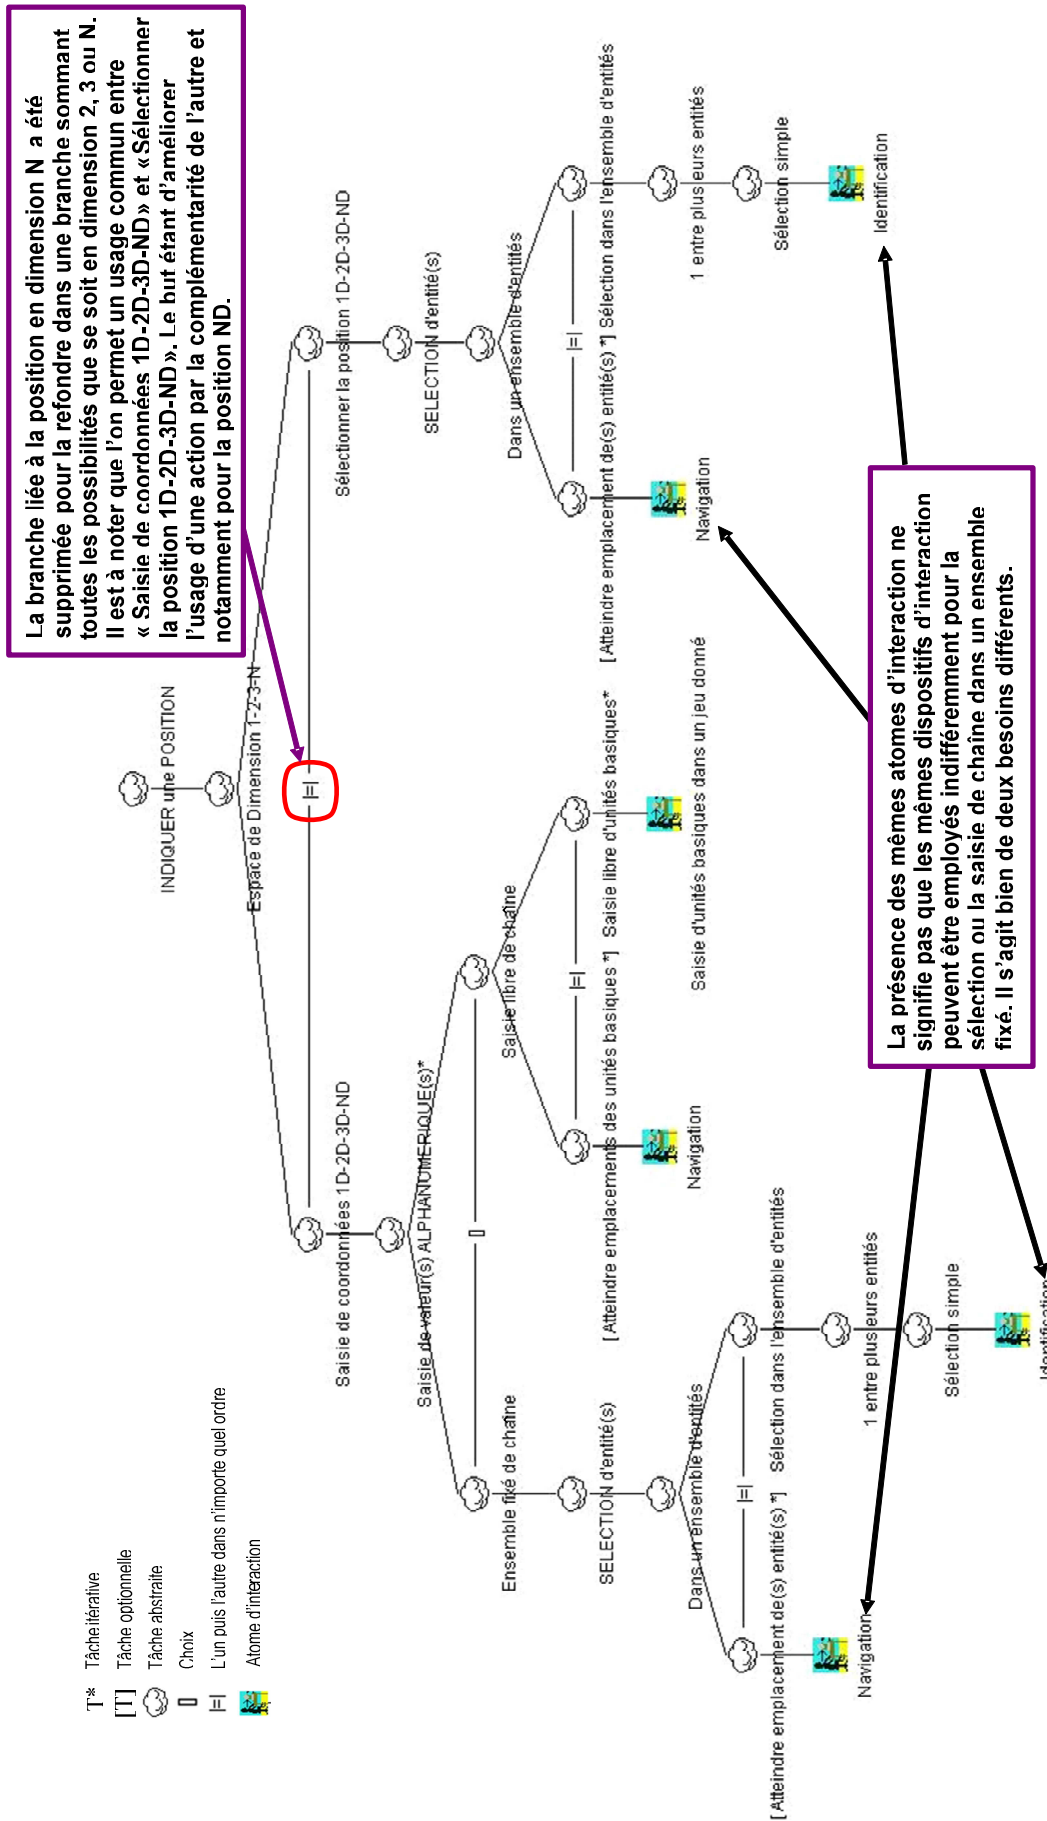 T* Tâche itérative
[T] Tâche optionnelle
Tâche abstraite
[] Choix
|=| L'un puis l'autre dans n'importe quel ordre
Atome d'interaction
La branche liée à la position en dimension N a été
supprimée pour la refondre dans une branche sommant
toutes les possibilités que se soit en dimension 2, 3 ou N.
Il est à noter que l'on permet un usage commun entre
« Saisie de coordonnées 1D-2D-3D-ND» et «Sélectionner
la position 1D-2D-3D-ND». Le but étant d'améliorer
l'usage d'une action par la complémentarité de l'autre et
notamment pour la position ND.
INDIQUER une POSITION
Espace de Dimension 1-2-3-N
|=|
Saisie de coordonnées 1D-2D-3D-ND
Sélectionner la position 1D-2D-3D-ND
Saisie de valeur(s) ALPHANUMERIQUE(s)*
SELECTION d'entité(s)
[]
Ensemble fixé de chaîne
Saisie libre de chaîne
Dans un ensemble d'entités
|=|
|=|
SELECTION d'entité(s)
[Atteindre emplacements des unités basiques *]
Saisie libre d'unités basiques*
[Atteindre emplacement de(s) entité(s) *]
Sélection dans l'ensemble d'entités
Dans un ensemble d'entités
Navigation
Saisie d'unités basiques dans un jeu donné
Navigation
1 entre plusieurs entités
|=|
[Atteindre emplacement de(s) entité(s) *]
Sélection dans l'ensemble d'entités
Sélection simple
Navigation
1 entre plusieurs entités
Identification
Sélection simple
Identification
La présence des mêmes atomes d'interaction ne
signifie pas que les mêmes dispositifs d'interaction
peuvent être employés indifféremment pour la
sélection ou la saisie de chaîne dans un ensemble
fixé. Il s'agit bien de deux besoins différents.